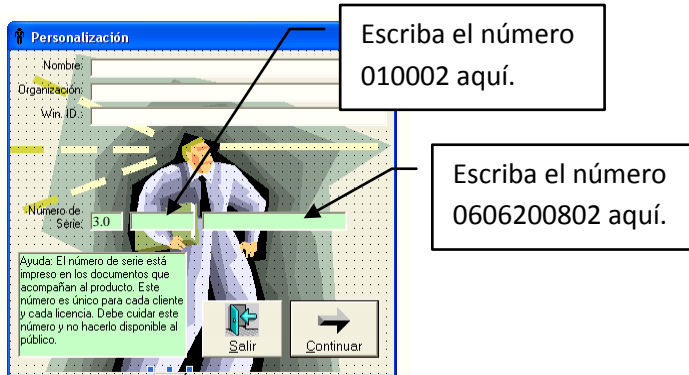 Personalización
Nombre:
Organización:
Win. ID.:
Número de
Serie:
3.0
Ayuda: El número de serie está
impreso en los documentos que
acompañan al producto. Este
número es único para cada cliente
y cada licencia. Debe cuidar este
número y no hacerlo disponible al
público.
Salir
Continuar
Escriba el número
010002 aquí.
Escriba el número
0606200802 aquí.